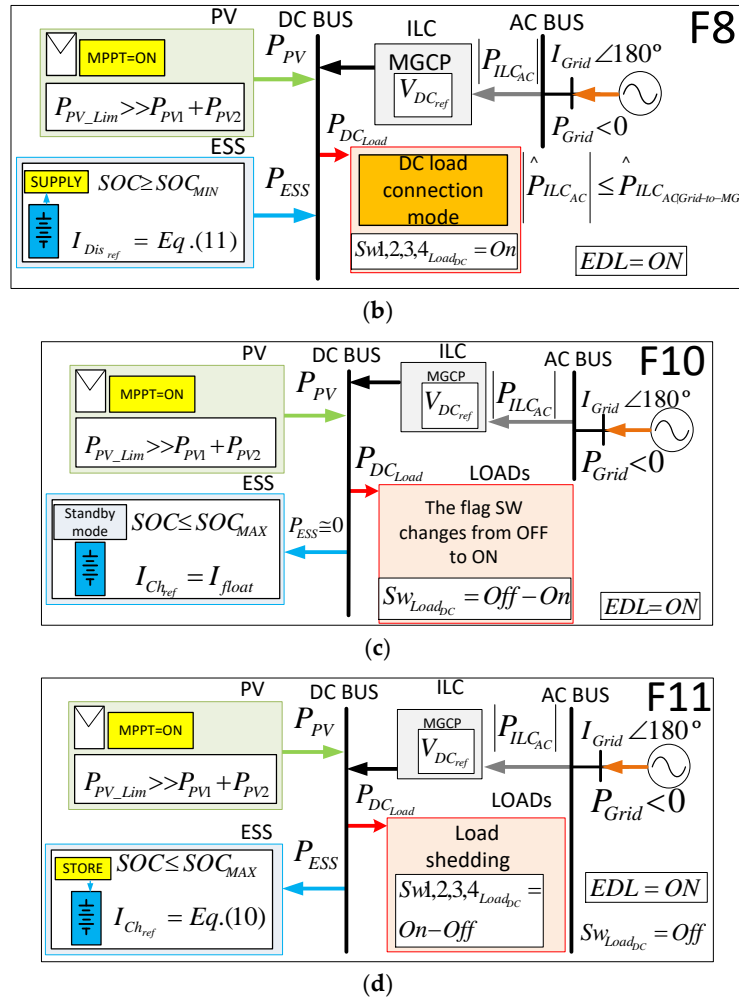 PV DC BUS ILC AC BUS F8
MPPT=ON P_PV MGCP |P_ILC_AC| I_Grid ∠180º
V_DC_ref
P_PV_Lim >> P_PV1 + P_PV2 P_Grid<0
ESS P_DC_Load
SUPPLY SOC ≥ SOC_MIN P_ESS DC load connection mode |P̂_ILC_AC| ≤ P̂_ILC_AC(Grid-to-MG
I_Dis_ref = Eq.(11) Sw1,2,3,4_Load_DC = On EDL = ON
(b)
PV DC BUS ILC AC BUS F10
MPPT=ON P_PV MGCP |P_ILC_AC| I_Grid ∠180º
V_DC_ref
P_PV_Lim >> P_PV1 + P_PV2 P_Grid<0
ESS P_DC_Load LOADs
Standby mode SOC ≤ SOC_MAX P_ESS≅0 The flag SW
changes from OFF
to ON
I_Ch_ref = I_float Sw_Load_DC = Off−On EDL=ON
(c)
PV DC BUS ILC AC BUS F11
MPPT=ON P_PV MGCP |P_ILC_AC| I_Grid ∠180º
V_DC_ref
P_PV_Lim >> P_PV1 + P_PV2 P_Grid<0
ESS P_DC_Load LOADs
STORE SOC ≤ SOC_MAX P_ESS Load
shedding
I_Ch_ref = Eq.(10) Sw1,2,3,4_Load_DC = EDL = ON
On−Off Sw_Load_DC = Off
(d)